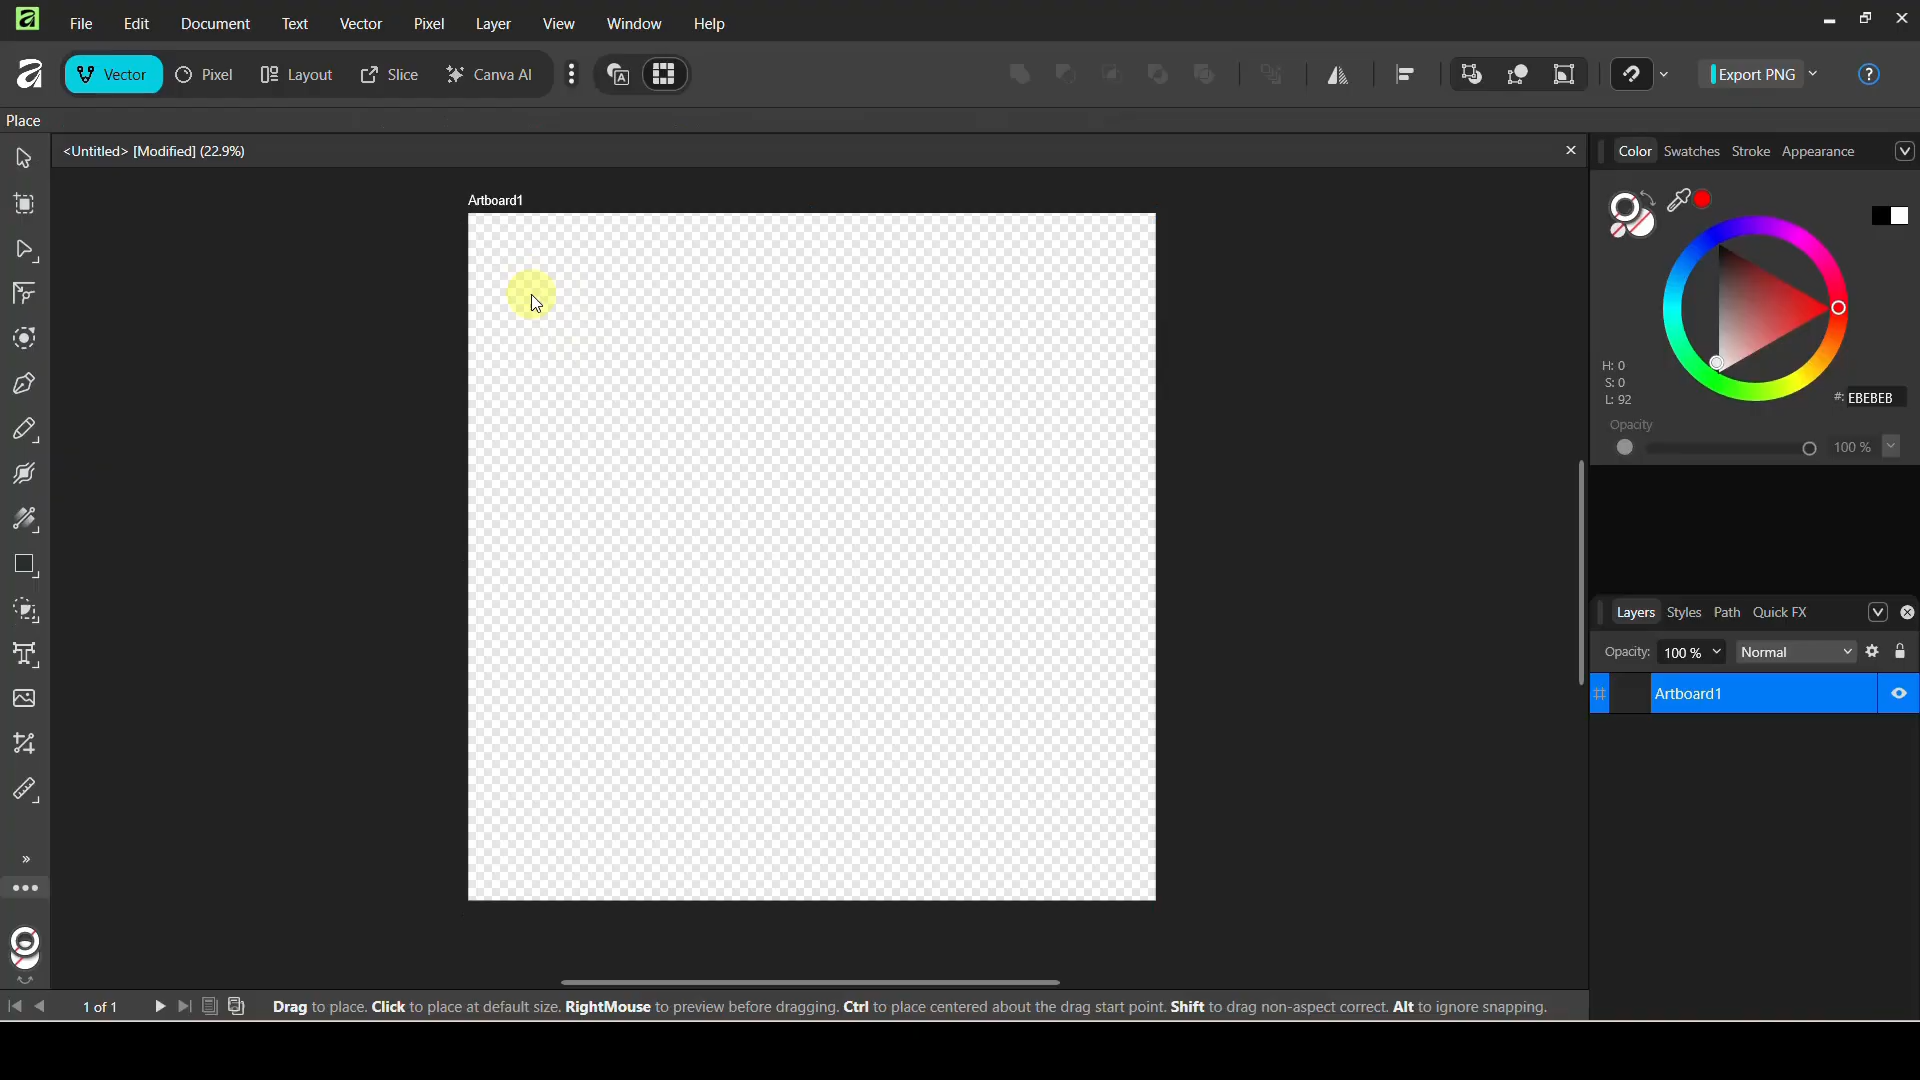 File Edit Document Text Vector Pixel Layer View Window Help
Vector Pixel Layout Slice Canva AI Export PNG
Place
<Untitled> [Modified] (22.9%)
Color Swatches Stroke Appearance
Artboard1
H: 0
S: 0
L: 92
#: EBEBEB
Opacity
100 %
Layers Styles Path Quick FX
Opacity: 100 % Normal
Artboard1
1 of 1
Drag to place. Click to place at default size. RightMouse to preview before dragging. Ctrl to place centered about the drag start point. Shift to drag non-aspect correct. Alt to ignore snapping.